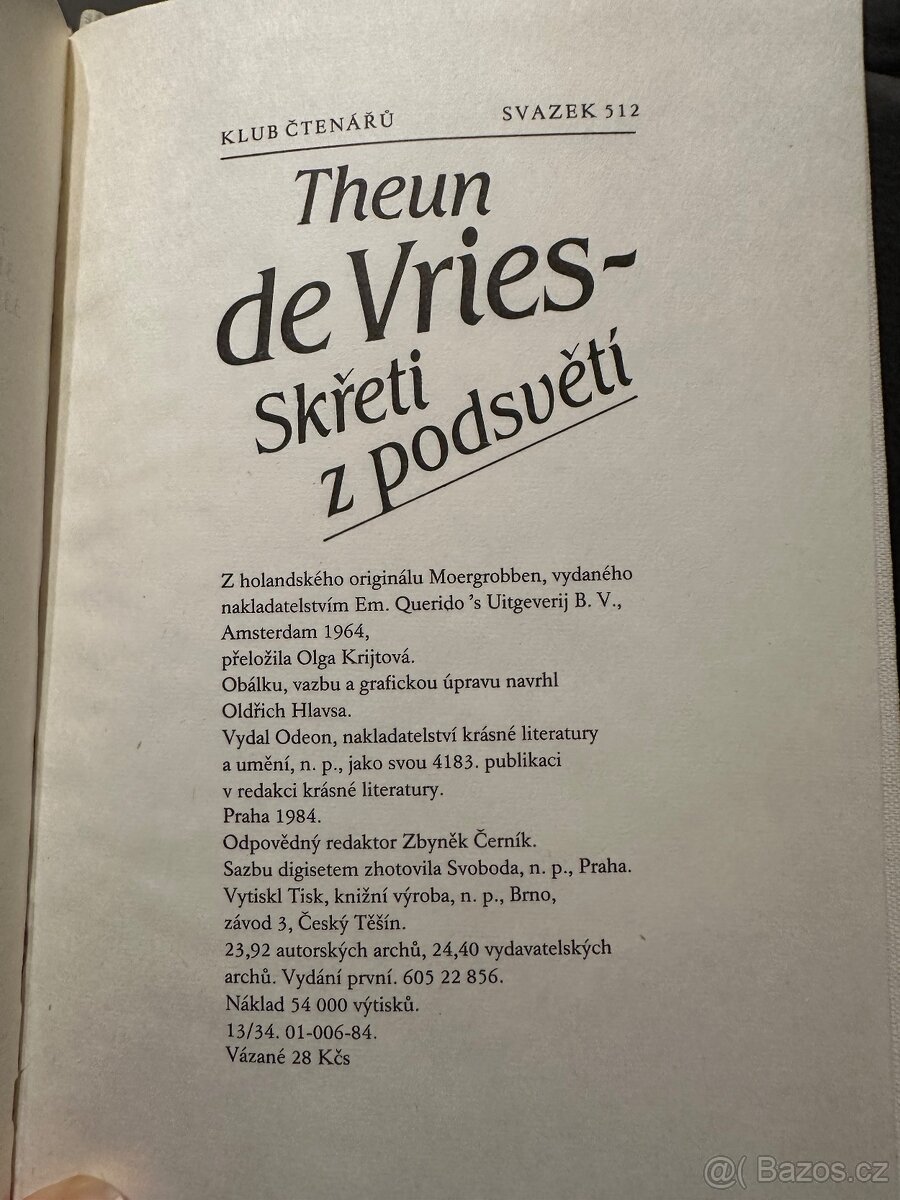 KLUB ČTENÁŘŮ SVAZEK 512
Theun
de Vries-
Skřeti
z podsvětí
Z holandského originálu Moergrobben, vydaného
nakladatelstvím Em. Querido 's Uitgeverij B. V.,
Amsterdam 1964,
přeložila Olga Krijtová.
Obálku, vazbu a grafickou úpravu navrhl
Oldřich Hlavsa.
Vydal Odeon, nakladatelství krásné literatury
a umění, n. p., jako svou 4183. publikaci
v redakci krásné literatury.
Praha 1984.
Odpovědný redaktor Zbyněk Černík.
Sazbu digisetem zhotovila Svoboda, n. p., Praha.
Vytiskl Tisk, knižní výroba, n. p., Brno,
závod 3, Český Těšín.
23,92 autorských archů, 24,40 vydavatelských
archů. Vydání první. 605 22 856.
Náklad 54 000 výtisků.
13/34. 01-006-84.
Vázané 28 Kčs
@( Bazos.cz